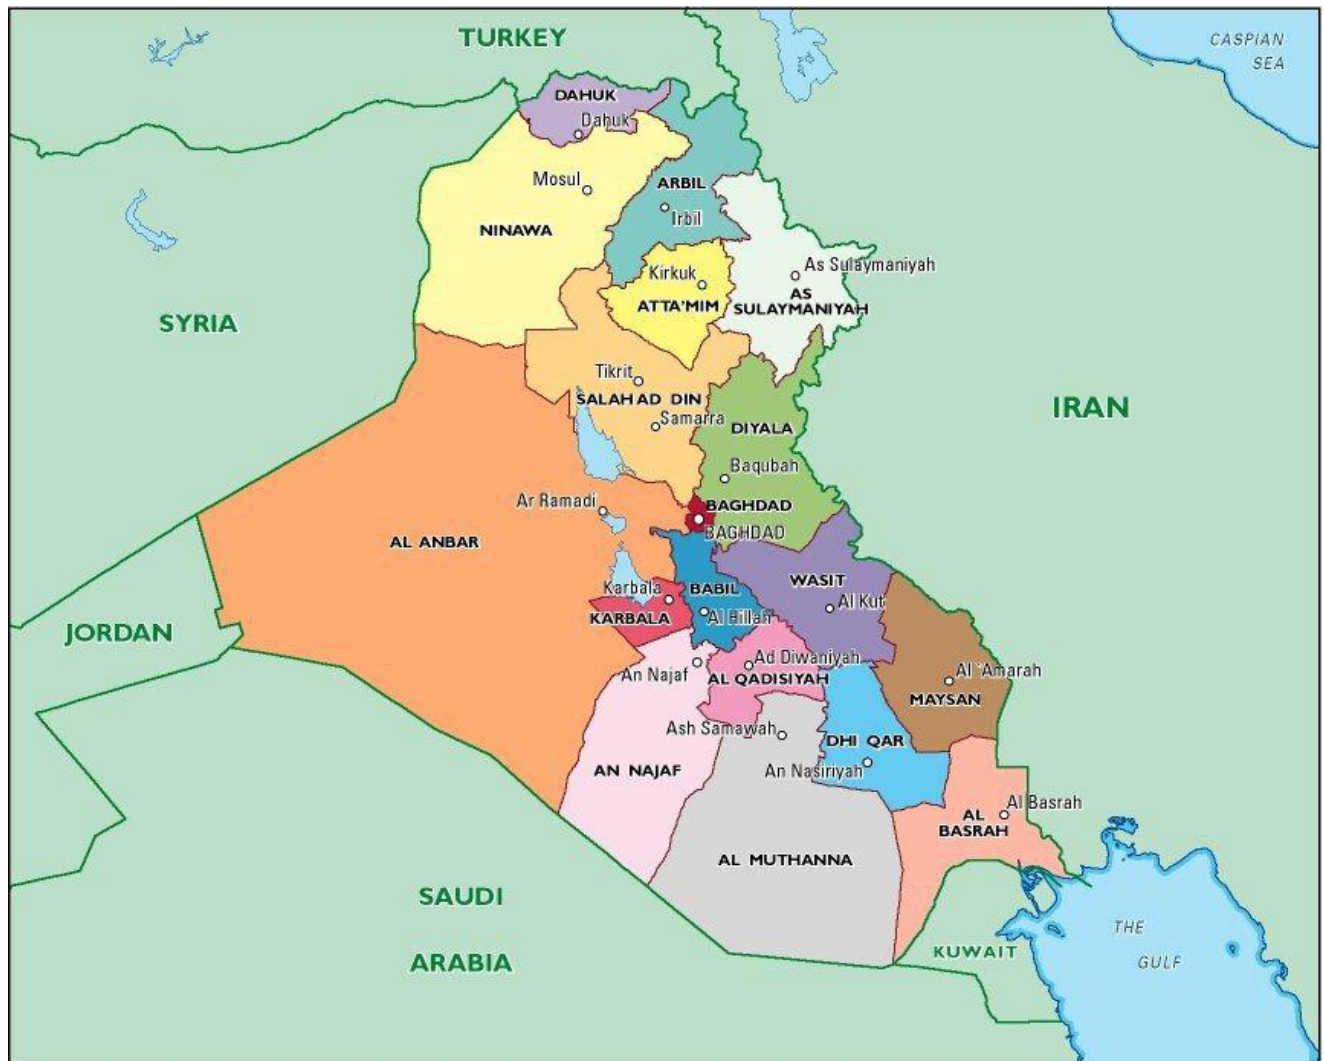 TURKEY
CASPIAN
SEA
DAHUK
Dahuk
Mosul
ARBIL
Irbil
NINAWA
Kirkuk
As Sulaymaniyah
ATTA'MIM
AS
SULAYMANIYAH
SYRIA
Tikrit
SALAH AD DIN
Samarra
DIYALA
IRAN
Baqubah
Ar Ramadi
BAGHDAD
BAGHDAD
AL ANBAR
WASIT
Karbala
BABIL
Al Kut
KARBALA
Al Hillah
JORDAN
An Najaf
Ad Diwaniyah
AL QADISIYAH
Al 'Amarah
MAYSAN
Ash Samawah
DHI QAR
AN NAJAF
An Nasiriyah
Al Basrah
AL
BASRAH
AL MUTHANNA
SAUDI
ARABIA
KUWAIT
THE
GULF